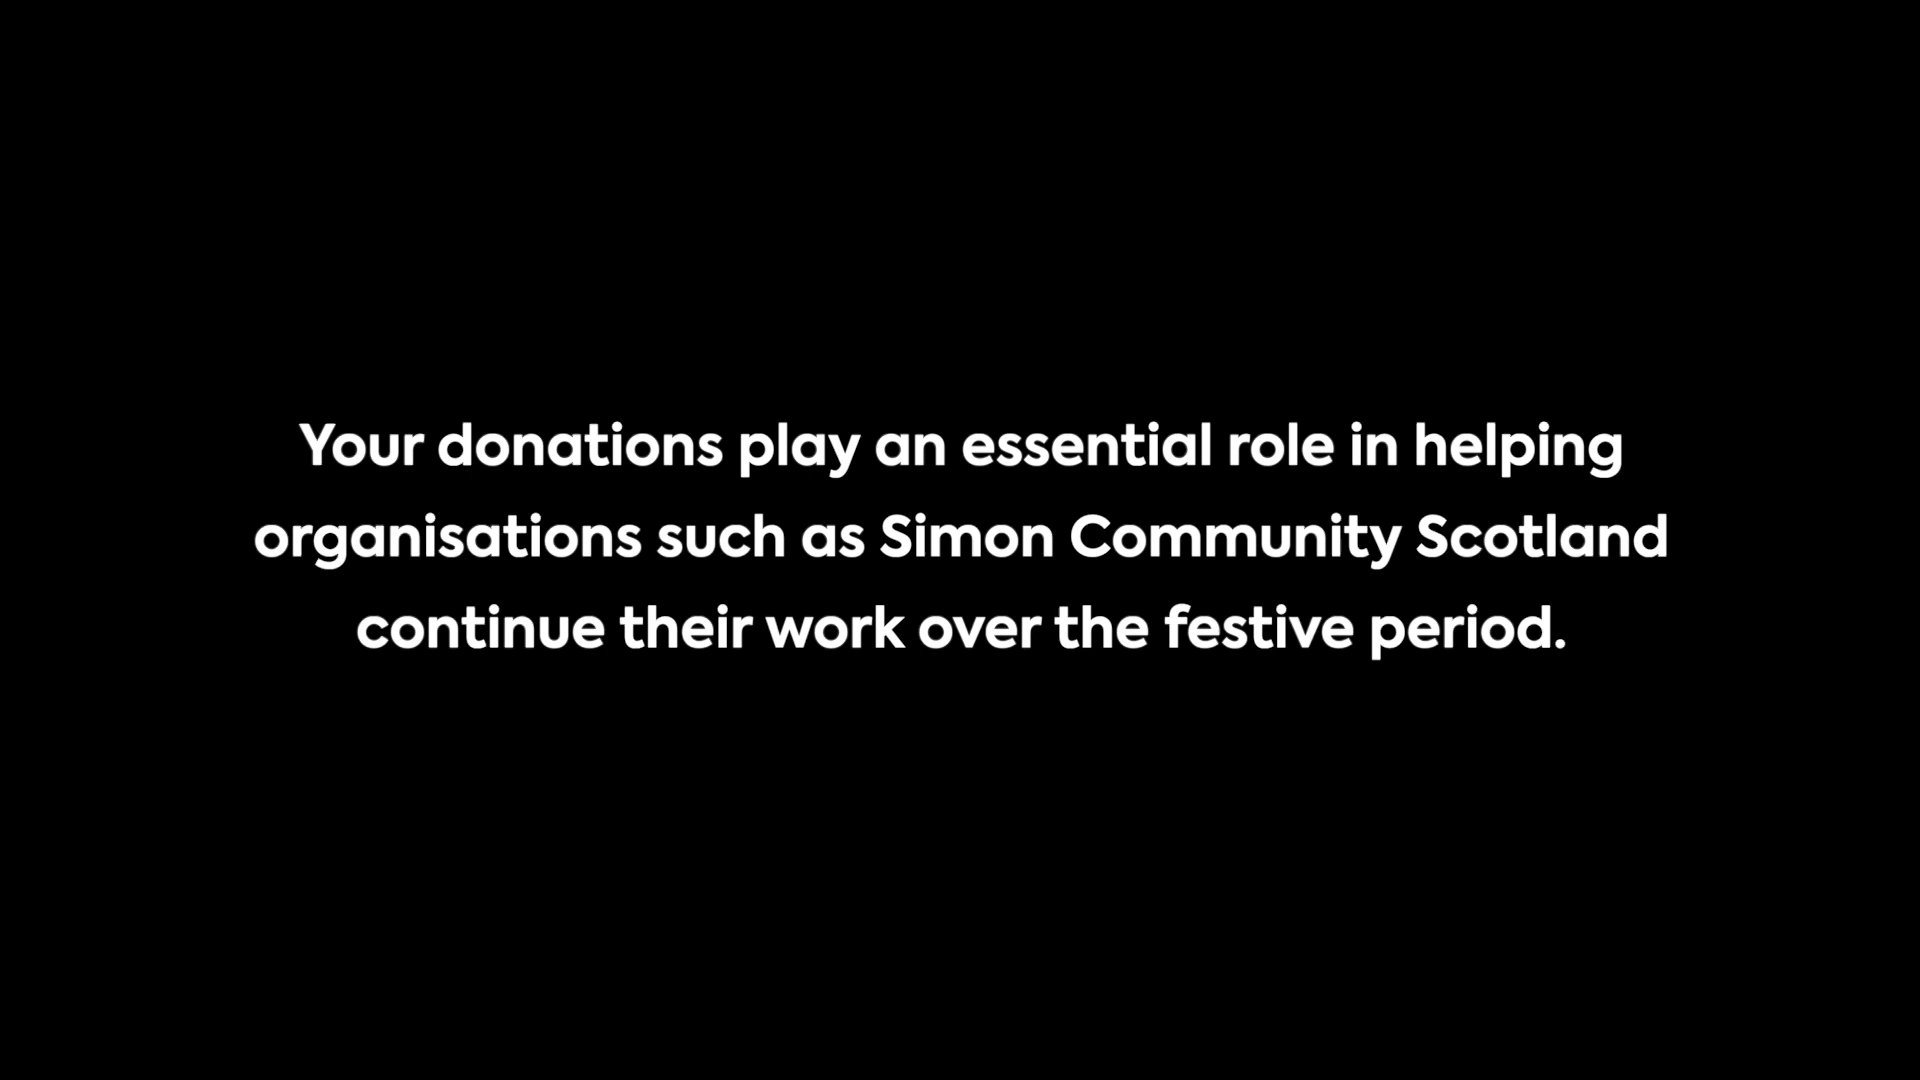 Your donations play an essential role in helping
organisations such as Simon Community Scotland
continue their work over the festive period.